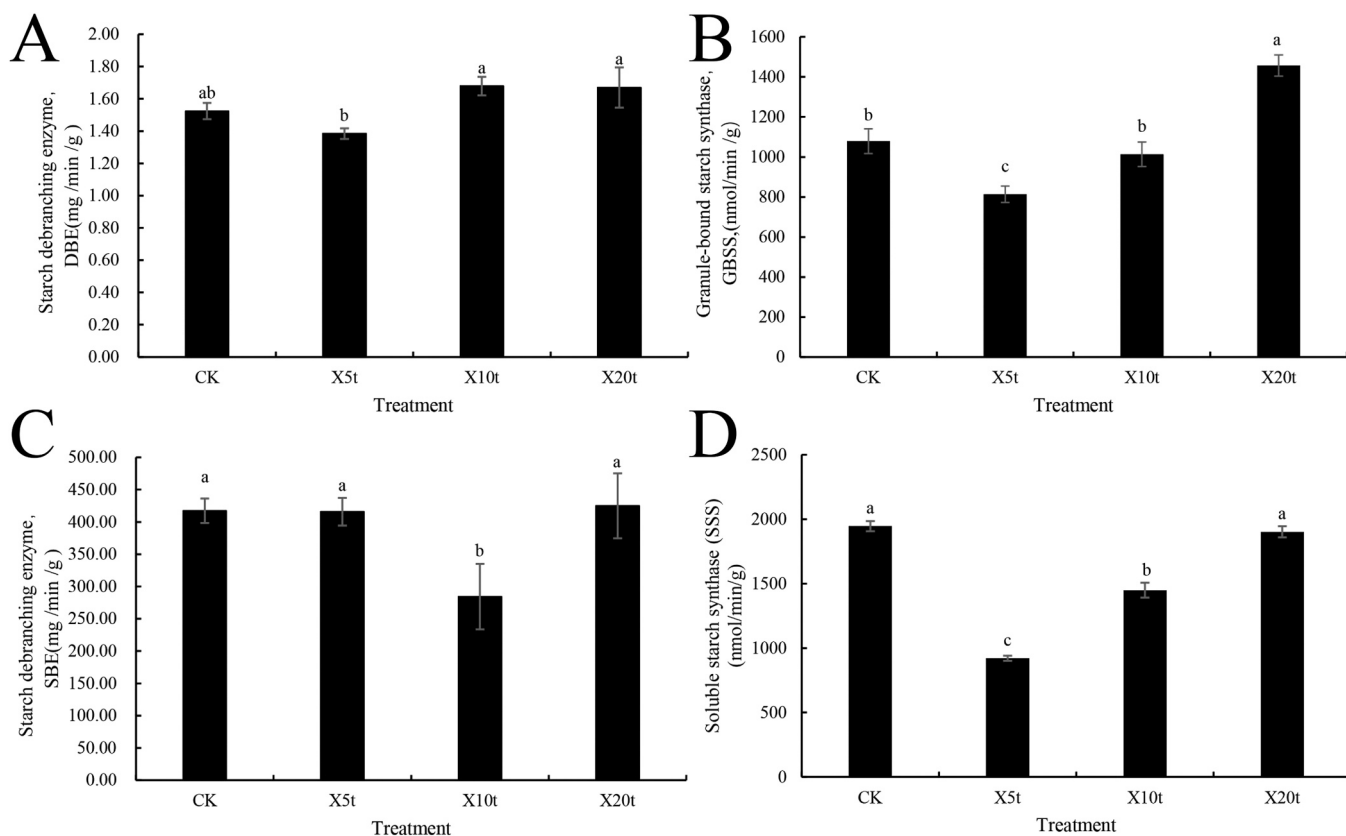 A
Starch debranching enzyme,
DBE(mg /min /g )
2.00
1.80
1.60
1.40
1.20
1.00
0.80
0.60
0.40
0.20
0.00
ab
b
a
a
CK X5t X10t X20t
Treatment
B
Granule-bound starch synthase,
GBSS,(nmol/min /g)
1600
1400
1200
1000
800
600
400
200
0
b
c
b
a
CK X5t X10t X20t
Treatment
C
Starch debranching enzyme,
SBE(mg /min /g )
500.00
450.00
400.00
350.00
300.00
250.00
200.00
150.00
100.00
50.00
0.00
a
a
b
a
CK X5t X10t X20t
Treatment
D
Soluble starch synthase (SSS)
(nmol/min/g)
2500
2000
1500
1000
500
0
a
c
b
a
CK X5t X10t X20t
Treatment